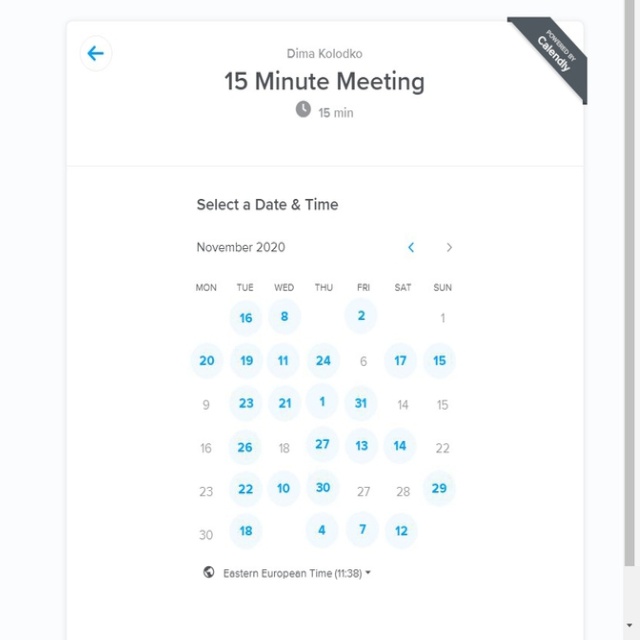 Dima Kolodko
15 Minute Meeting
15 min
POWERED BY
Calendly
Select a Date & Time
November 2020
MON TUE WED THU FRI SAT SUN
16 8 2 1
20 19 11 24 6 17 15
9 23 21 1 31 14 15
16 26 18 27 13 14 22
23 22 10 30 27 28 29
30 18 4 7 12
Eastern European Time (11:38)